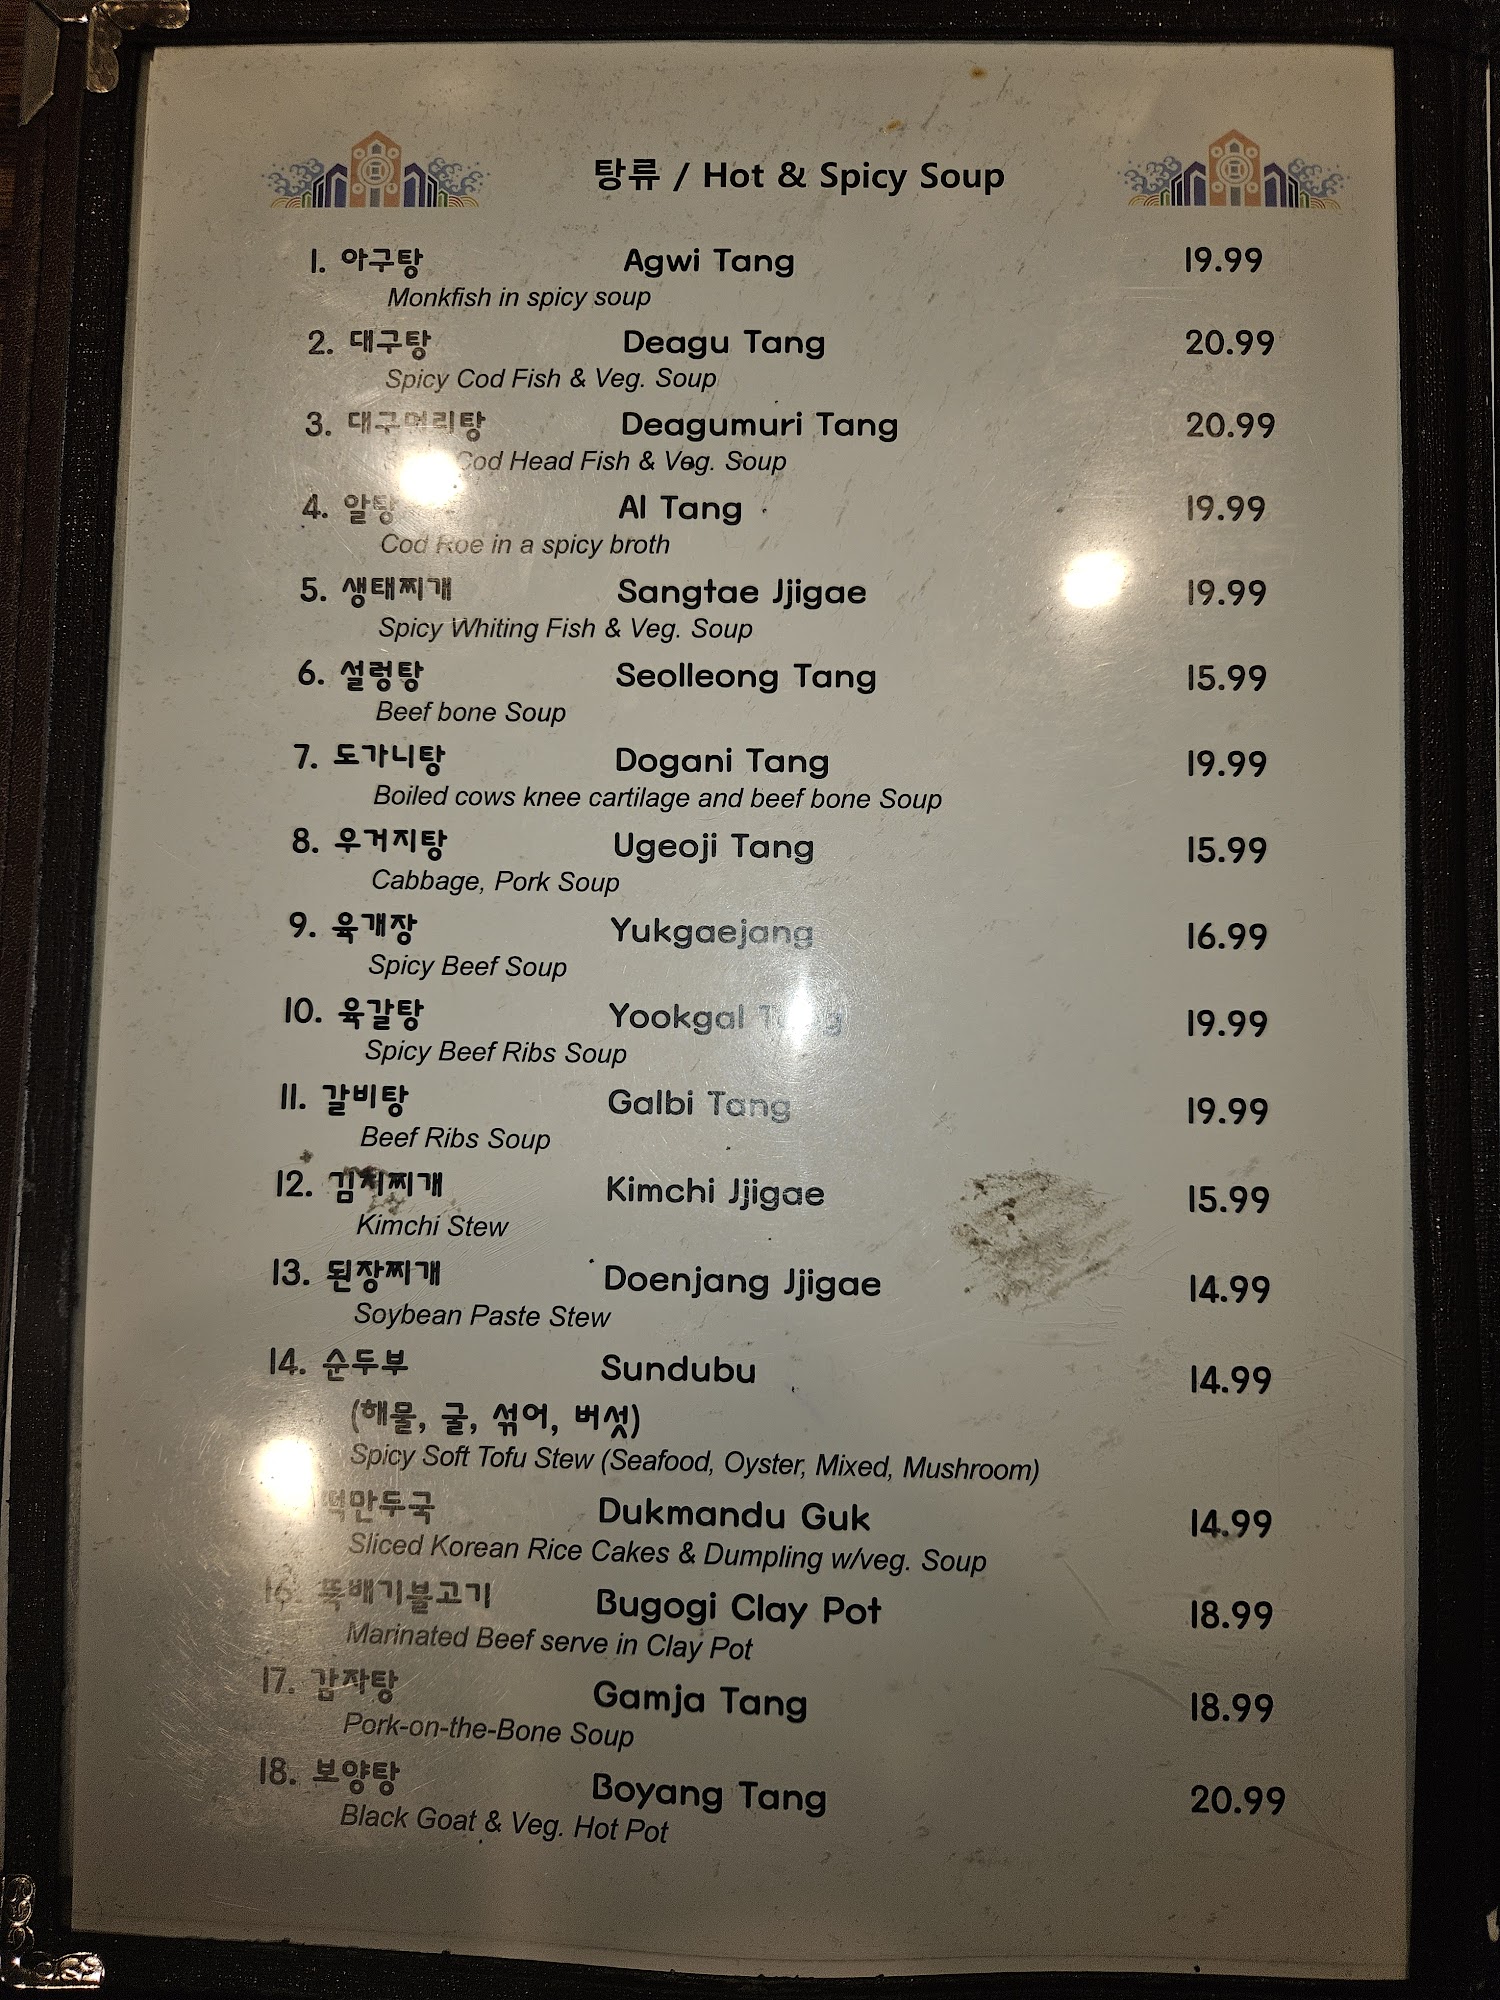 탕류 / Hot & Spicy Soup
1. 아구탕 Agwi Tang 19.99
Monkfish in spicy soup
2. 대구탕 Deagu Tang 20.99
Spicy Cod Fish & Veg. Soup
3. 대구머리탕 Deagumuri Tang 20.99
Cod Head Fish & Veg. Soup
4. 알탕 Al Tang 19.99
Cod Roe in a spicy broth
5. 생태찌개 Sangtae Jjigae 19.99
Spicy Whiting Fish & Veg. Soup
6. 설렁탕 Seolleong Tang 15.99
Beef bone Soup
7. 도가니탕 Dogani Tang 19.99
Boiled cows knee cartilage and beef bone Soup
8. 우거지탕 Ugeoji Tang 15.99
Cabbage, Pork Soup
9. 육개장 Yukgaejang 16.99
Spicy Beef Soup
10. 육갈탕 Yookgal Tang 19.99
Spicy Beef Ribs Soup
11. 갈비탕 Galbi Tang 19.99
Beef Ribs Soup
12. 김치찌개 Kimchi Jjigae 15.99
Kimchi Stew
13. 된장찌개 Doenjang Jjigae 14.99
Soybean Paste Stew
14. 순두부 Sundubu 14.99
(해물, 굴, 섞어, 버섯)
Spicy Soft Tofu Stew (Seafood, Oyster, Mixed, Mushroom)
떡만두국 Dukmandu Guk 14.99
Sliced Korean Rice Cakes & Dumpling w/veg. Soup
16. 뚝배기불고기 Bugogi Clay Pot 18.99
Marinated Beef serve in Clay Pot
17. 감자탕 Gamja Tang 18.99
Pork-on-the-Bone Soup
18. 보양탕 Boyang Tang 20.99
Black Goat & Veg. Hot Pot